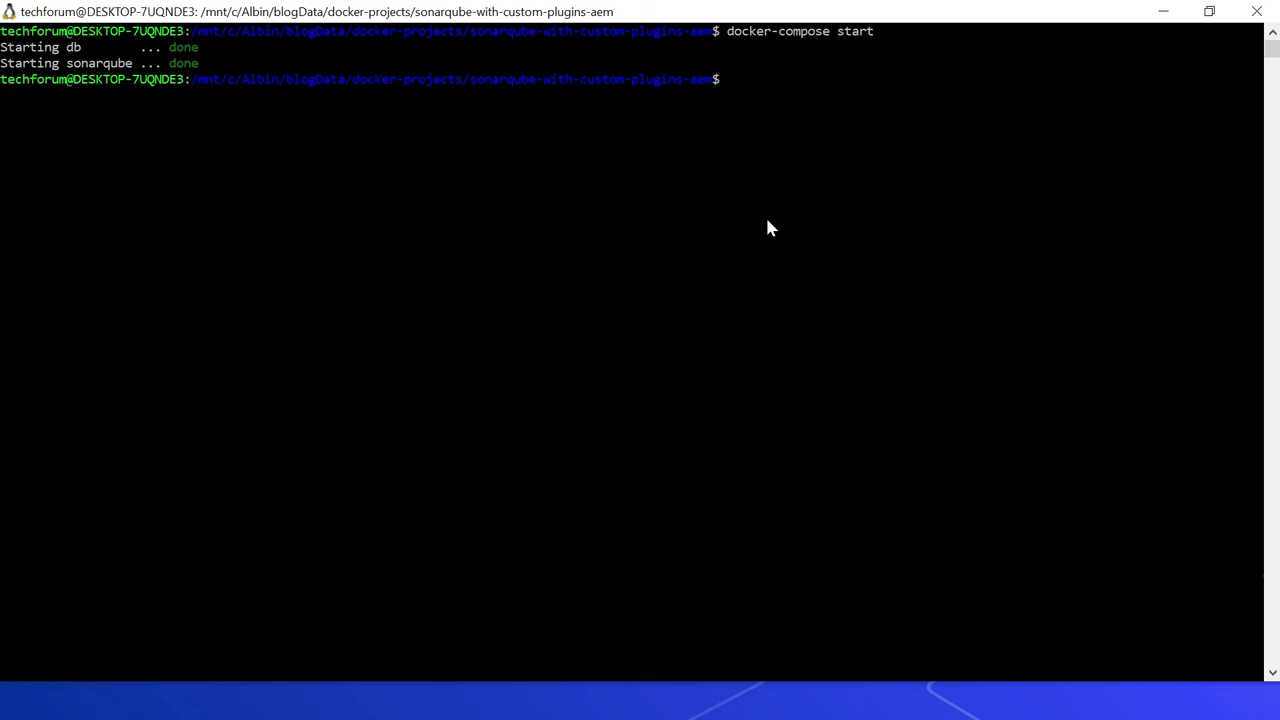 techforum@DESKTOP-7UQNDE3: /mnt/c/Albin/blogData/docker-projects/sonarqube-with-custom-plugins-aem
techforum@DESKTOP-7UQNDE3:/mnt/c/Albin/blogData/docker-projects/sonarqube-with-custom-plugins-aem$ docker-compose start
Starting db        ... done
Starting sonarqube ... done
techforum@DESKTOP-7UQNDE3:/mnt/c/Albin/blogData/docker-projects/sonarqube-with-custom-plugins-aem$